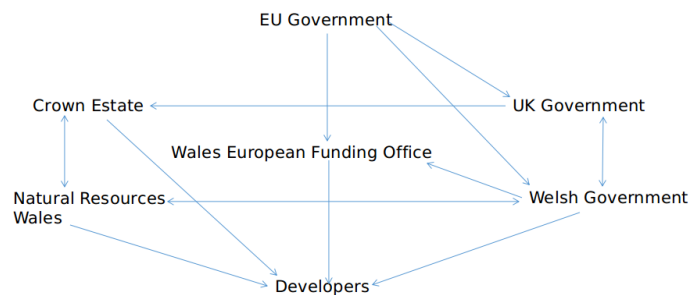 EU Government
Crown Estate
UK Government
Wales European Funding Office
Natural Resources
Wales
Welsh Government
Developers